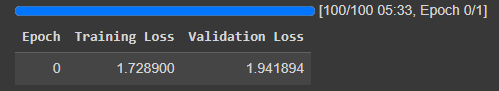 [100/100 05:33, Epoch 0/1]
Epoch Training Loss Validation Loss
0 1.728900 1.941894